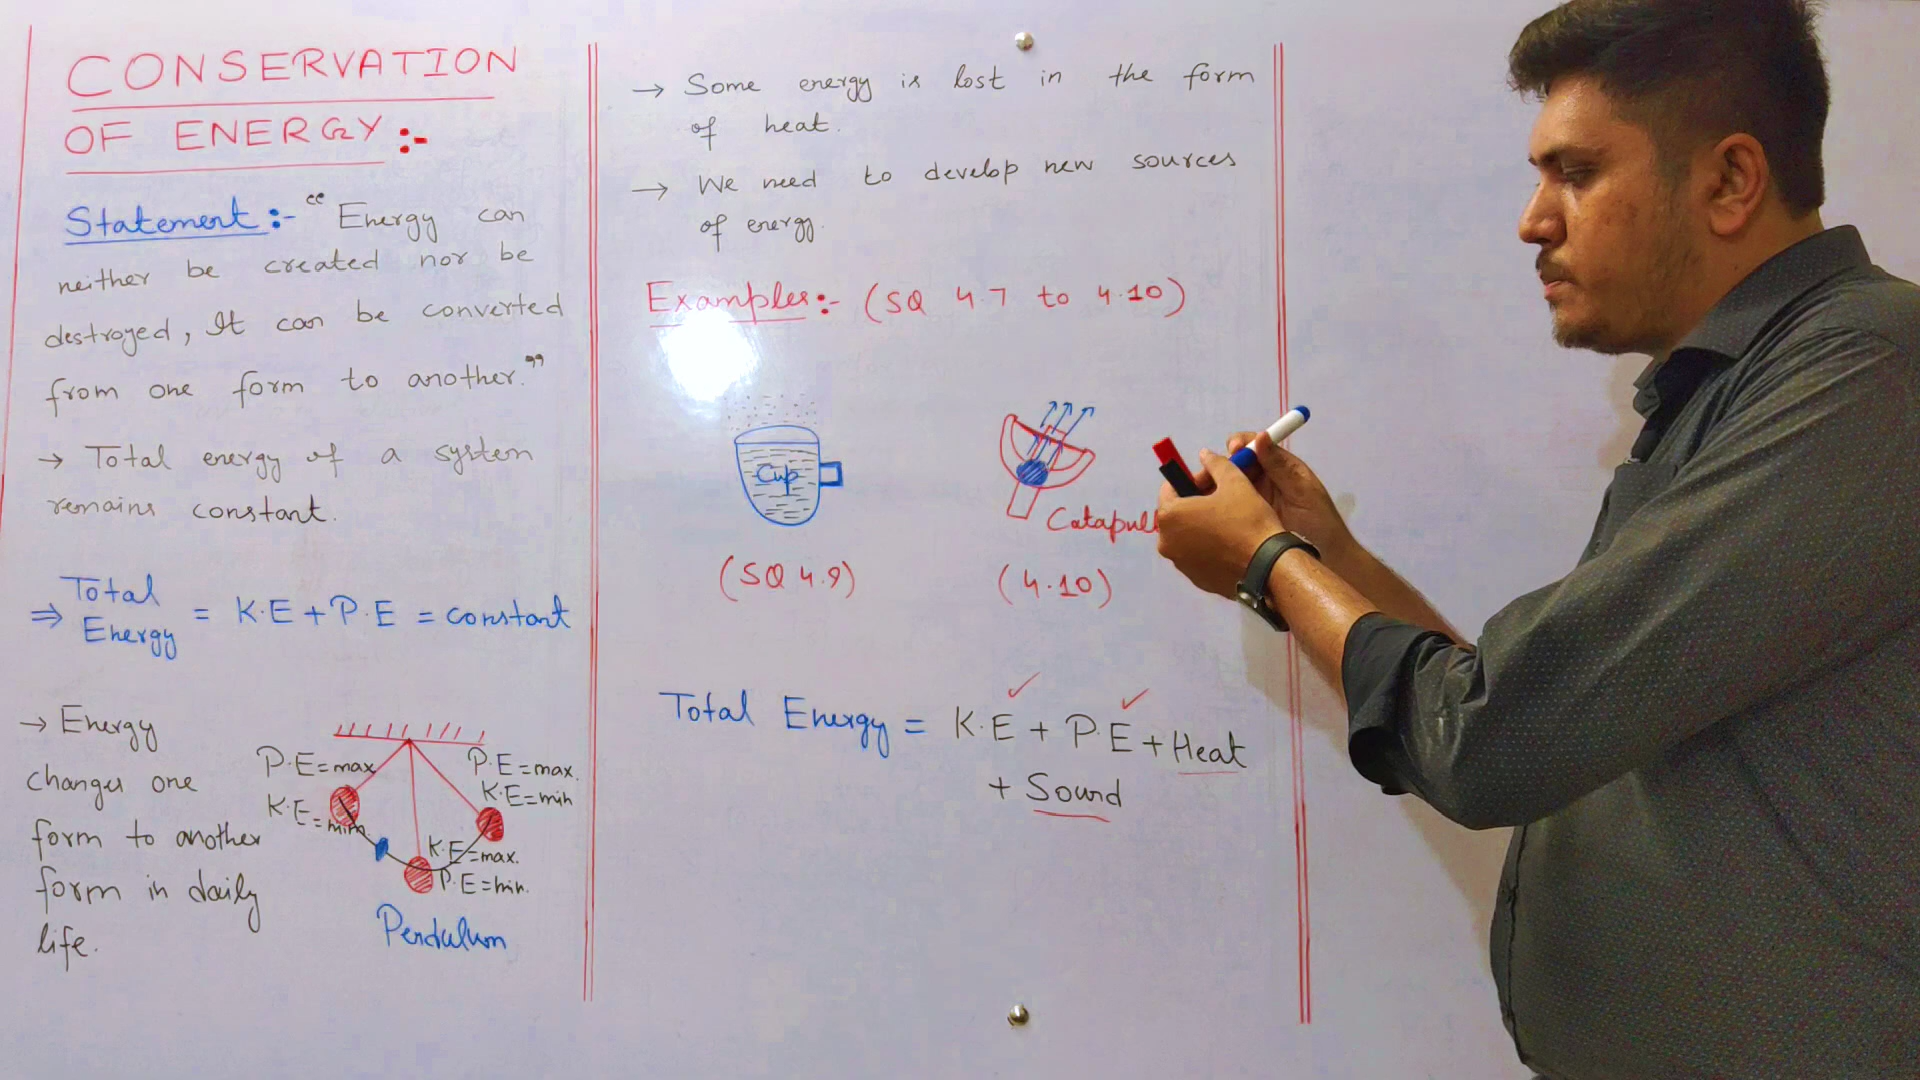 CONSERVATION
OF ENERGY :-
Statement :- “Energy can
neither be created nor be
destroyed, It can be converted
from one form to another.”
→ Total energy of a system
remains constant.
⇒ Total Energy = K.E + P.E = constant
→ Energy
changes one
form to another
form in daily
life.
P.E = max
K.E = min
P.E = max.
K.E = min
K.E = max.
P.E = min.
Pendulum
→ Some energy is lost in the form
of heat.
→ We need to develop new sources
of energy.
Examples :- (SQ 4.7 to 4.10)
Cup
(SQ 4.9)
Catapult
(4.10)
Total Energy = K.E + P.E + Heat
+ Sound